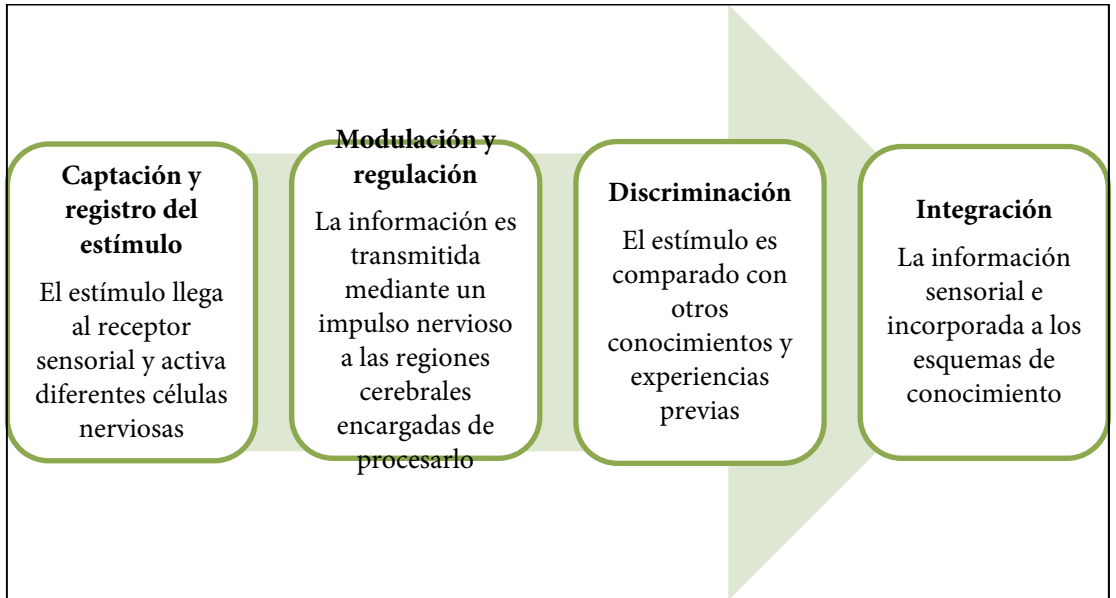 Captación y
registro del
estímulo
El estímulo llega
al receptor
sensorial y activa
diferentes células
nerviosas
Modulación y
regulación
La información es
transmitida
mediante un
impulso nervioso
a las regiones
cerebrales
encargadas de
procesarlo
Discriminación
El estímulo es
comparado con
otros
conocimientos y
experiencias
previas
Integración
La información
sensorial e
incorporada a los
esquemas de
conocimiento